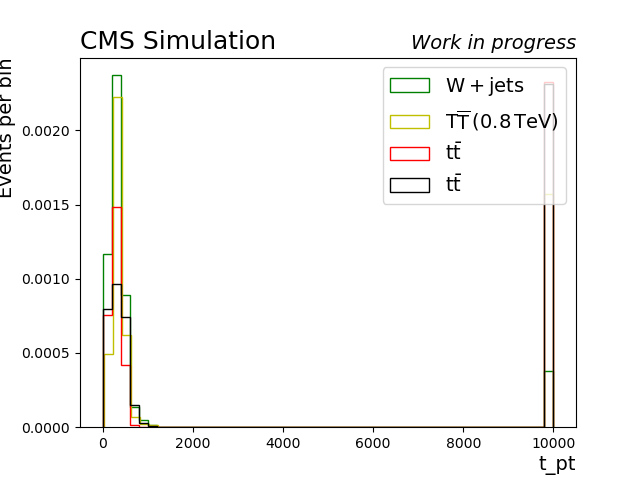 CMS Simulation
Work in progress
Events per bin
W + jets
TT̅ (0.8 TeV)
tt̄
tt̄
0.0020
0.0015
0.0010
0.0005
0.0000
0 2000 4000 6000 8000 10000
t_pt